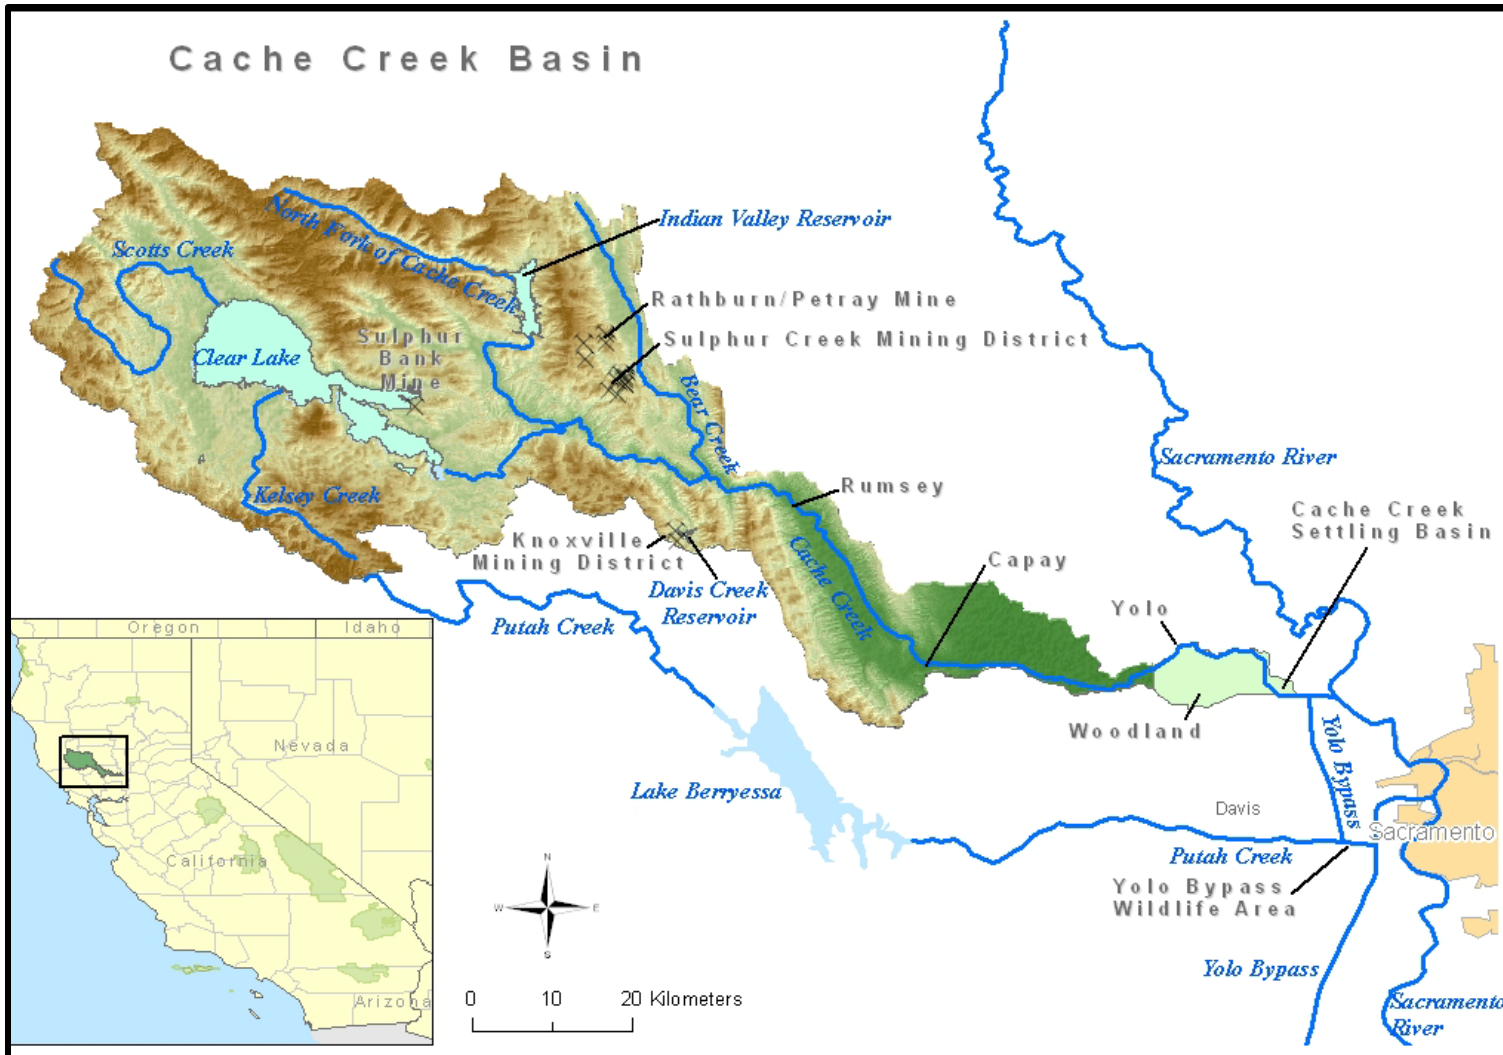 Cache Creek Basin
Indian Valley Reservoir
North Fork of Cache Creek
Scotts Creek
Rathburn/Petray Mine
Sulphur Creek Mining District
Sulphur
Bank
Mine
Clear Lake
Bear Creek
Sacramento River
Rumsey
Kelsey Creek
Cache Creek
Settling Basin
Knoxville
Mining District
Cache Creek
Capay
Davis Creek
Reservoir
Putah Creek
Yolo
Oregon
Idaho
Woodland
Yolo Bypass
Nevada
Lake Berryessa
Davis
Sacramento
California
Putah Creek
Yolo Bypass
Wildlife Area
N
W
E
S
Yolo Bypass
Arizona
0 10 20 Kilometers
Sacramento
River